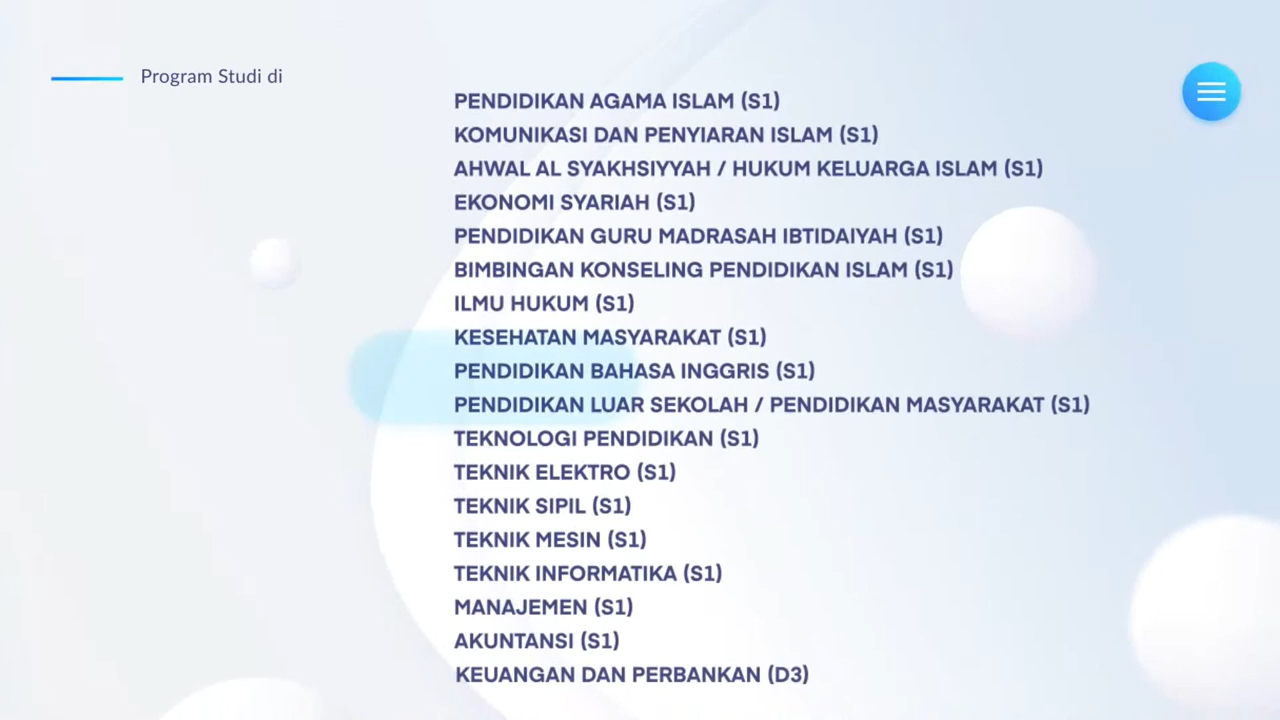 Program Studi di
PENDIDIKAN AGAMA ISLAM (S1)
KOMUNIKASI DAN PENYIARAN ISLAM (S1)
AHWAL AL SYAKHSIYYAH / HUKUM KELUARGA ISLAM (S1)
EKONOMI SYARIAH (S1)
PENDIDIKAN GURU MADRASAH IBTIDAIYAH (S1)
BIMBINGAN KONSELING PENDIDIKAN ISLAM (S1)
ILMU HUKUM (S1)
KESEHATAN MASYARAKAT (S1)
PENDIDIKAN BAHASA INGGRIS (S1)
PENDIDIKAN LUAR SEKOLAH / PENDIDIKAN MASYARAKAT (S1)
TEKNOLOGI PENDIDIKAN (S1)
TEKNIK ELEKTRO (S1)
TEKNIK SIPIL (S1)
TEKNIK MESIN (S1)
TEKNIK INFORMATIKA (S1)
MANAJEMEN (S1)
AKUNTANSI (S1)
KEUANGAN DAN PERBANKAN (D3)